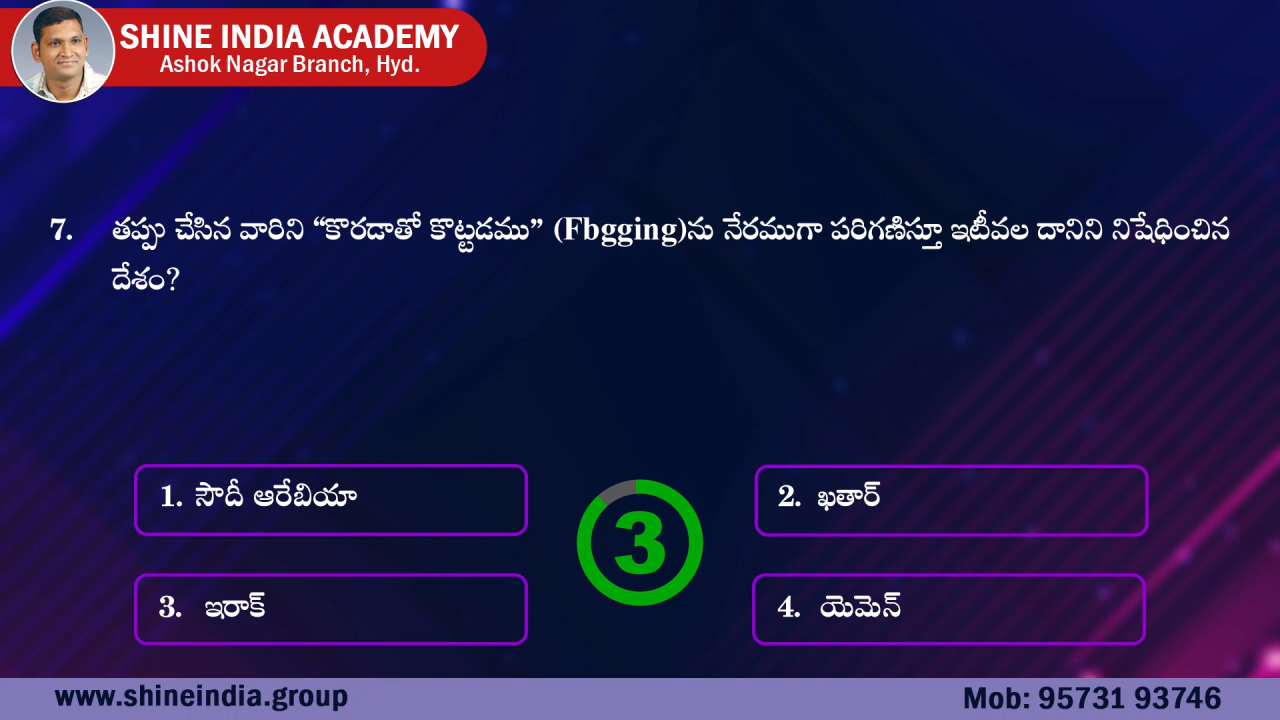 SHINE INDIA ACADEMY
Ashok Nagar Branch, Hyd.
7. తప్పు చేసిన వారిని “కొరడాతో కొట్టడము” (Fbgging)ను నేరముగా పరిగణిస్తూ ఇటీవల దానిని నిషేధించిన
దేశం?
1. సౌదీ ఆరేబియా
2. ఖతార్
3
3. ఇరాక్
4. యెమెన్
www.shineindia.group
Mob: 95731 93746